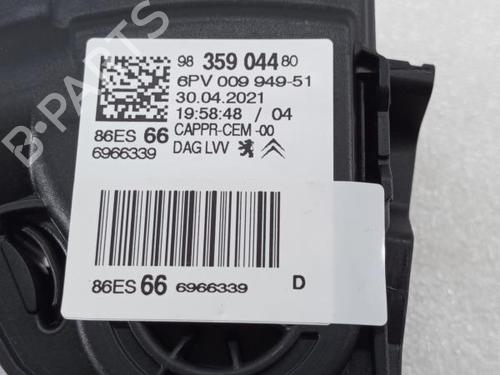 98 359 044 80
6PV 009 949-51
30.04.2021
19:58:48 / 04
86ES 66 CAPPR-CEM -00
6966339 DAG LVV
86ES 66 6966339 D
B-PARTS